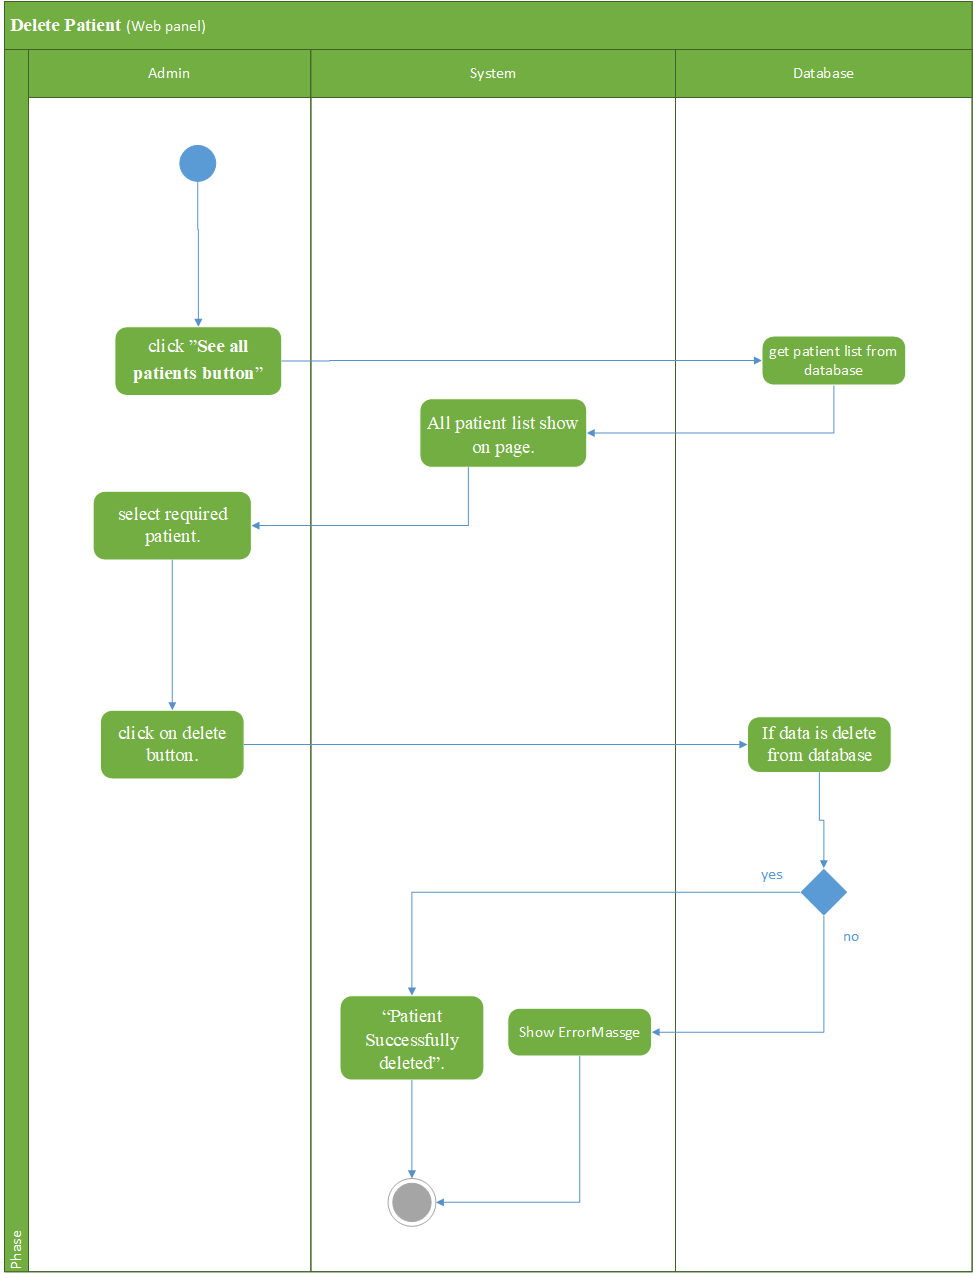 Delete Patient (Web panel)
Admin
System
Database
click ”See all
patients button”
get patient list from
database
All patient list show
on page.
select required
patient.
click on delete
button.
If data is delete
from database
yes
no
“Patient
Successfully
deleted”.
Show ErrorMassge
Phase